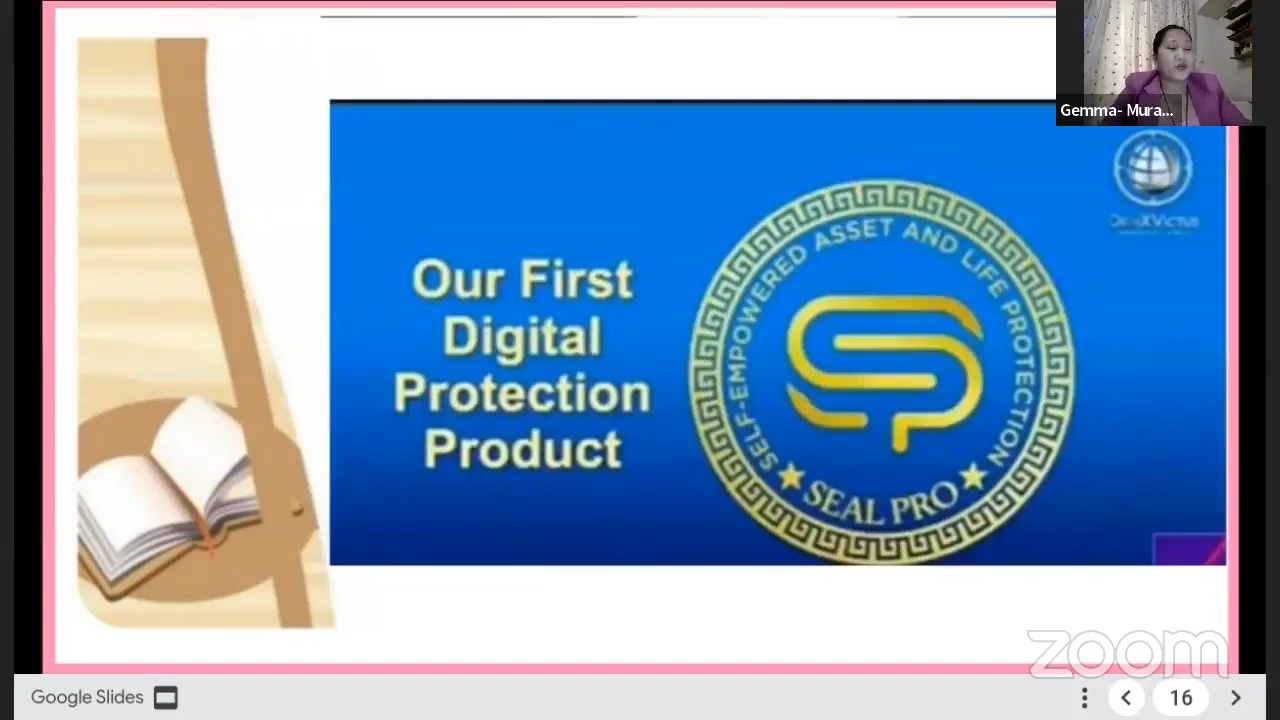 Gemma- Mura...
Our First
Digital
Protection
Product
SELF-EMPOWERED ASSET AND LIFE PROTECTION
SEAL PRO
zoom
Google Slides
16